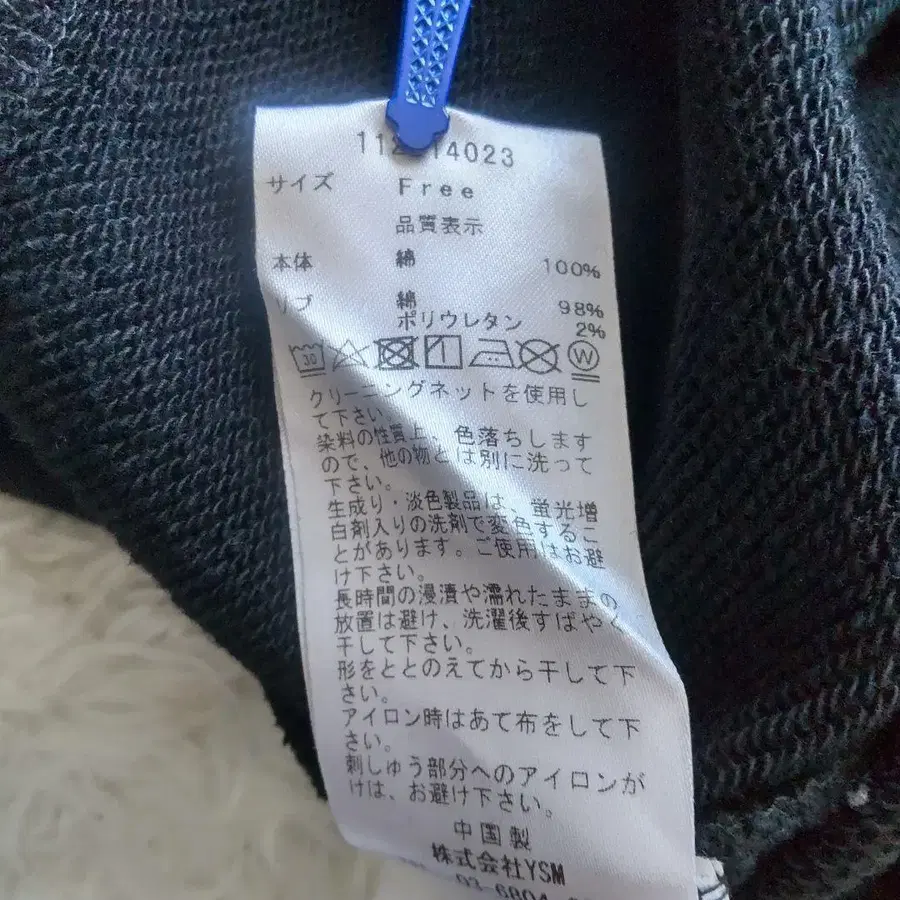 14023
サイズ Free
品質表示
本体 綿 100%
リブ 綿 98%
ポリウレタン 2%
30 W
クリーニングネットを使用し
て下さい。
染料の性質上、色落ちします
ので、他の物とは別に洗って
下さい。
生成り・淡色製品は、蛍光増
白剤入りの洗剤で変色するこ
とがあります。ご使用はお避
け下さい。
長時間の浸漬や濡れたままの
放置は避け、洗濯後すばやく
干して下さい。
形をととのえてから干して下
さい。
アイロン時はあて布をして下
さい。
刺しゅう部分へのアイロンが
けは、お避け下さい。
中国製
株式会社YSM
03-6804